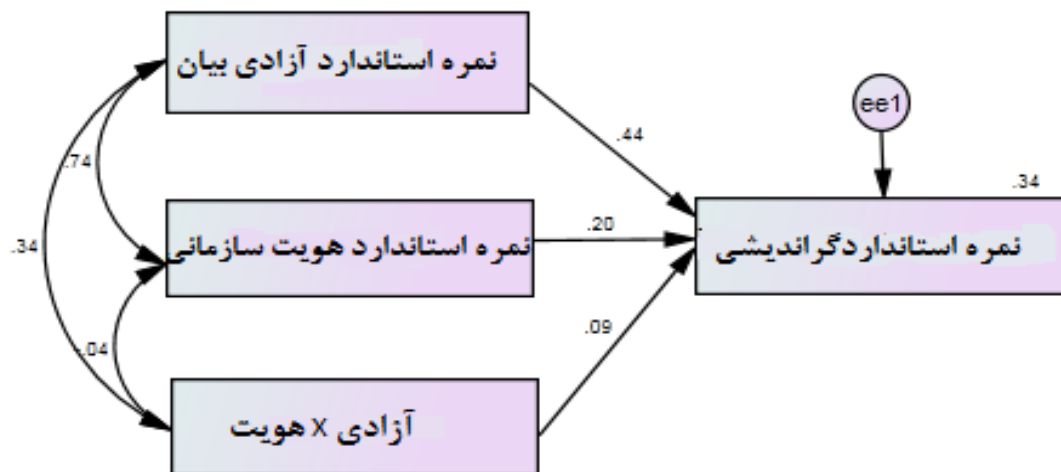 نمره استاندارد آزادی بیان
ee1
.44
.74
.34
نمره استاندارد هویت سازمانی
.20
نمره استانداردگراندیشی
.34
.09
-.04
آزادی x هویت